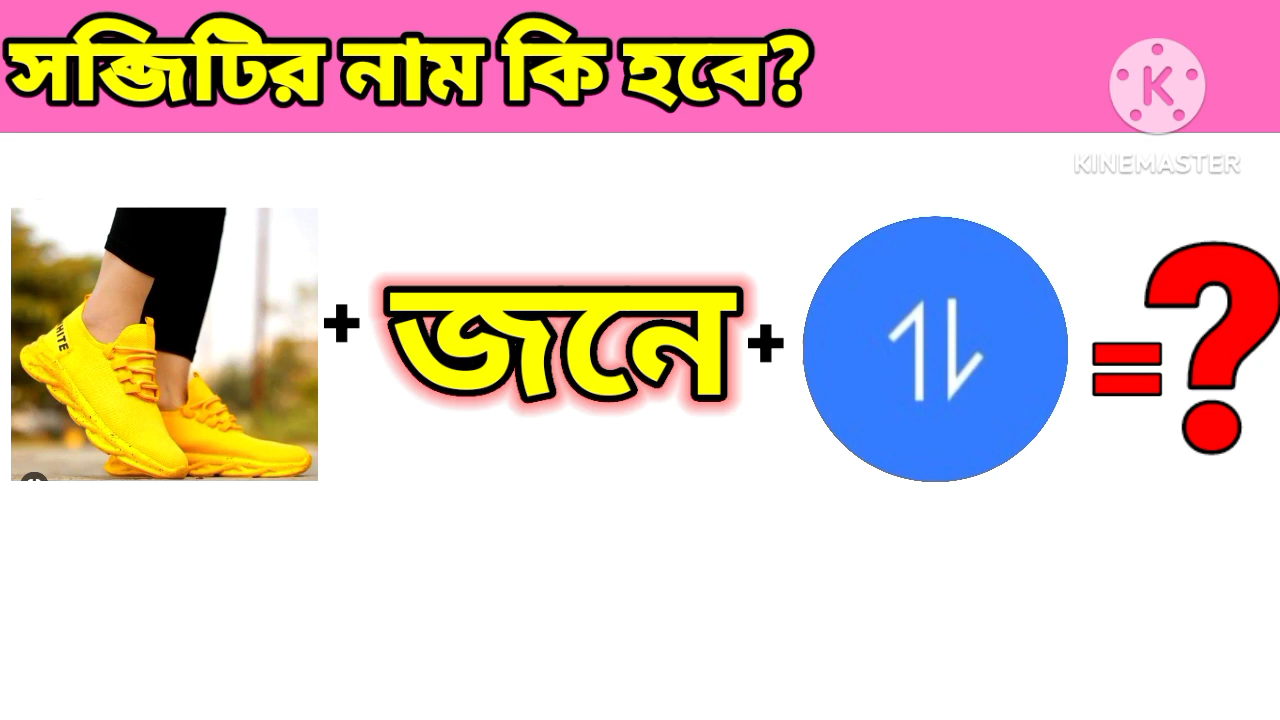 সব্জিটির নাম কি হবে?
K
KINEMASTER
HITE
+ জনে + = ?